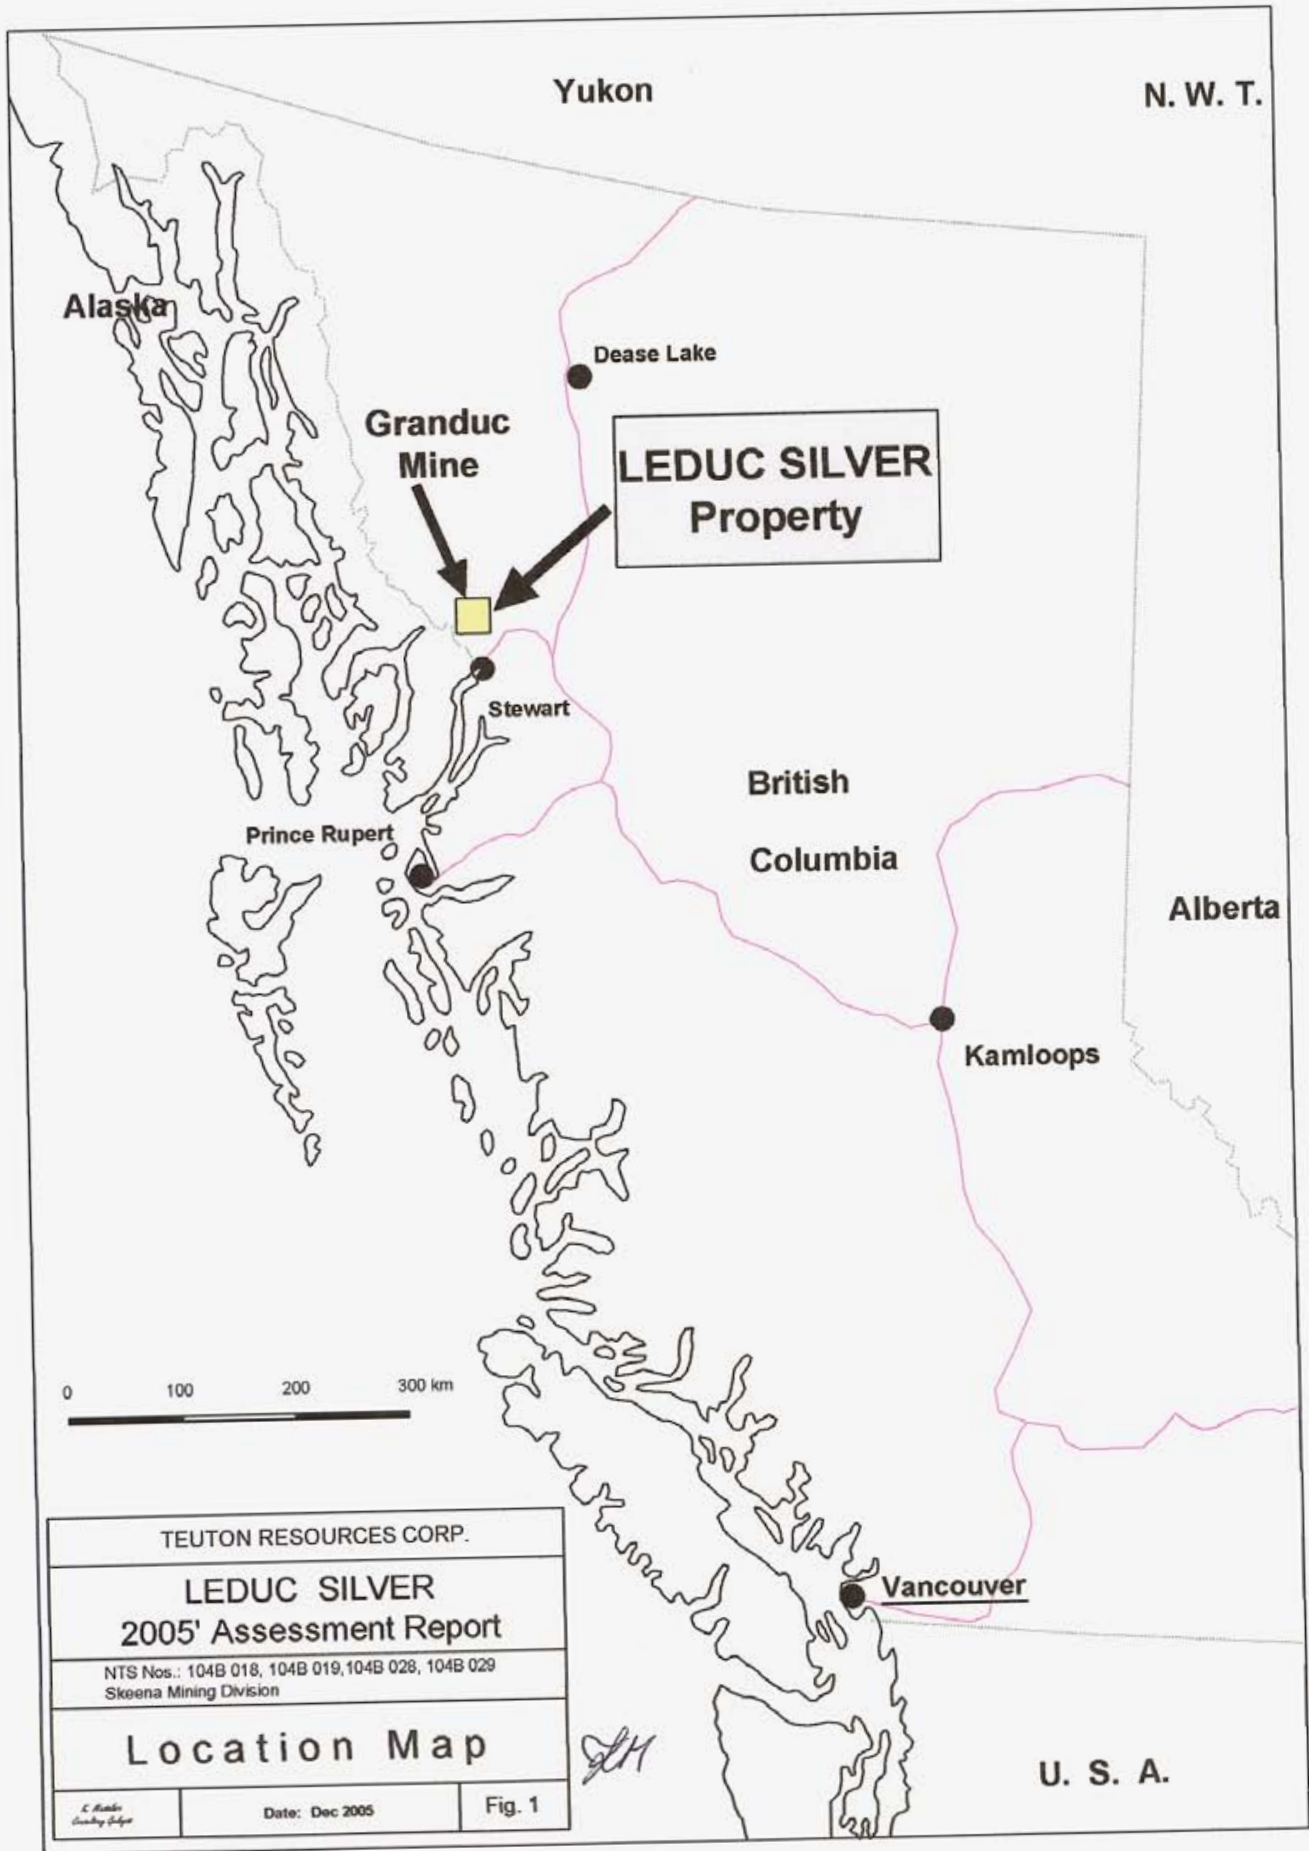 Yukon
N. W. T.
Alaska
Dease Lake
Granduc
Mine
LEDUC SILVER
Property
Stewart
British
Columbia
Prince Rupert
Alberta
Kamloops
0 100 200 300 km
Vancouver
U. S. A.
TEUTON RESOURCES CORP.
LEDUC SILVER
2005' Assessment Report
NTS Nos.: 104B 018, 104B 019,104B 028, 104B 029
Skeena Mining Division
Location Map
Date: Dec 2005
Fig. 1